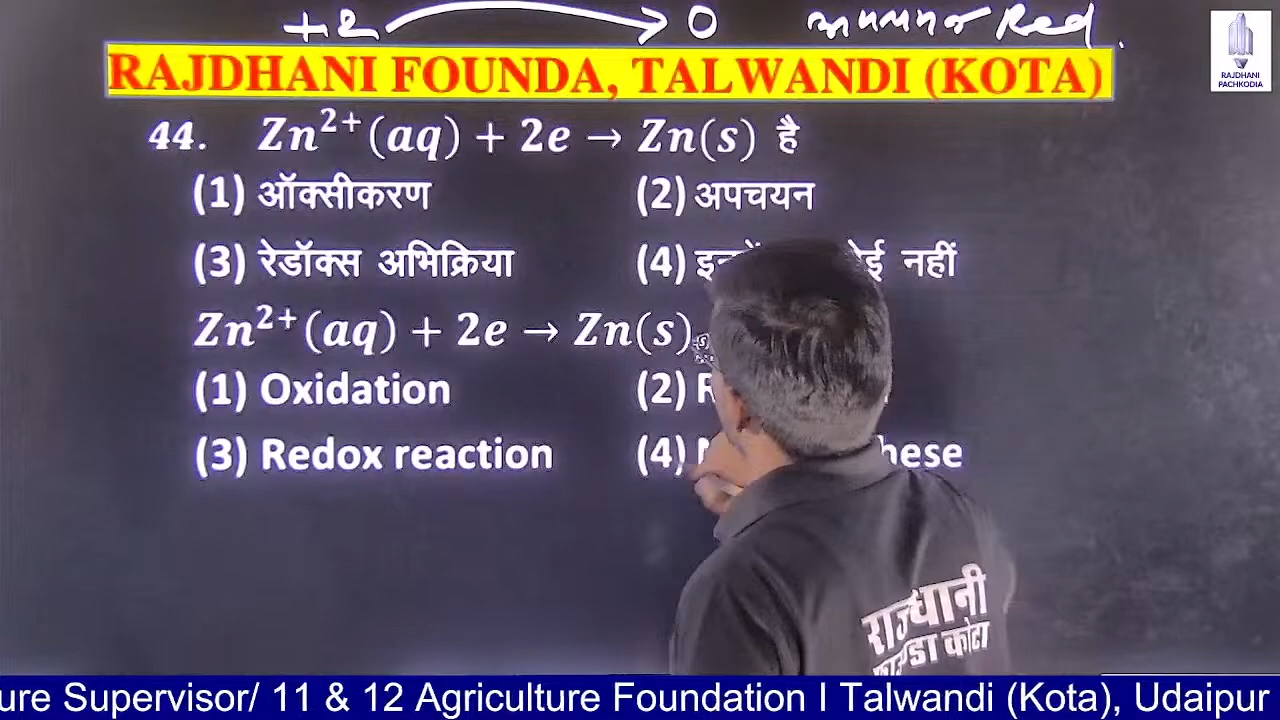 +2 → 0 Red.
RAJDHANI FOUNDA, TALWANDI (KOTA)
RAJDHANI
PACHKODIA
44. Zn²⁺(aq) + 2e → Zn(s) है
(1) ऑक्सीकरण (2) अपचयन
(3) रेडॉक्स अभिक्रिया (4) नहीं
Zn²⁺(aq) + 2e → Zn(s)
(1) Oxidation (2)
(3) Redox reaction (4)
राजधानी
कोटा
ure Supervisor/ 11 & 12 Agriculture Foundation I Talwandi (Kota), Udaipur